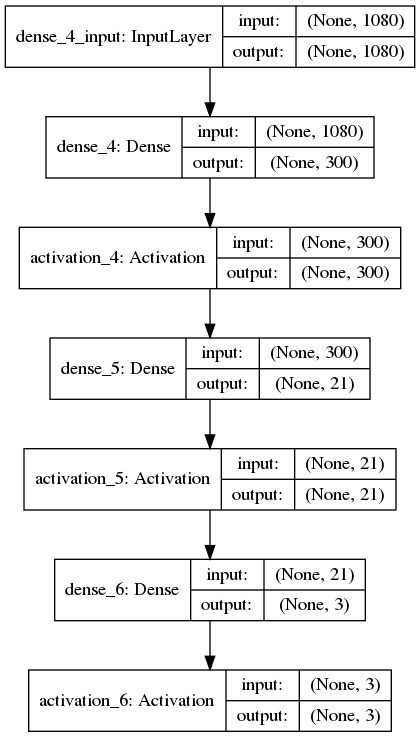 dense_4_input: InputLayer
input: (None, 1080)
output: (None, 1080)
dense_4: Dense
input: (None, 1080)
output: (None, 300)
activation_4: Activation
input: (None, 300)
output: (None, 300)
dense_5: Dense
input: (None, 300)
output: (None, 21)
activation_5: Activation
input: (None, 21)
output: (None, 21)
dense_6: Dense
input: (None, 21)
output: (None, 3)
activation_6: Activation
input: (None, 3)
output: (None, 3)